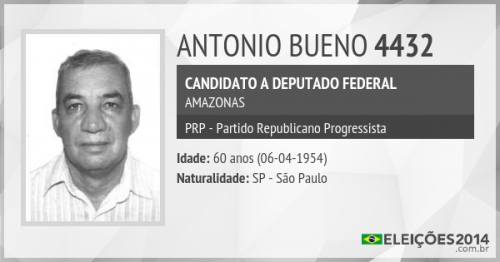 ANTONIO BUENO 4432
CANDIDATO A DEPUTADO FEDERAL
AMAZONAS
PRP - Partido Republicano Progressista
Idade: 60 anos (06-04-1954)
Naturalidade: SP - São Paulo
ELEIÇÕES2014
.com.br